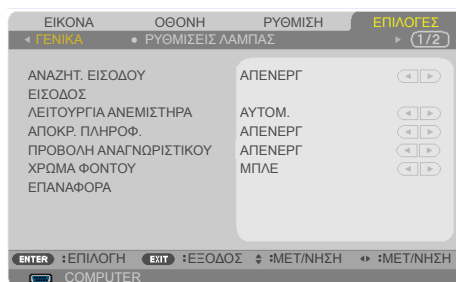 ΕΙΚΟΝΑ ΟΘΟΝΗ ΡΥΘΜΙΣΗ ΕΠΙΛΟΓΕΣ
ΓΕΝΙΚΑ • ΡΥΘΜΙΣΕΙΣ ΛΑΜΠΑΣ 1/2
ΑΝΑΖΗΤ. ΕΙΣΟΔΟΥ ΑΠΕΝΕΡΓ
ΕΙΣΟΔΟΣ
ΛΕΙΤΟΥΡΓΙΑ ΑΝΕΜΙΣΤΗΡΑ ΑΥΤΟΜ.
ΑΠΟΚΡ. ΠΛΗΡΟΦ. ΑΠΕΝΕΡΓ
ΠΡΟΒΟΛΗ ΑΝΑΓΝΩΡΙΣΤΙΚΟΥ ΑΠΕΝΕΡΓ
ΧΡΩΜΑ ΦΟΝΤΟΥ ΜΠΛΕ
ΕΠΑΝΑΦΟΡΑ
ENTER :ΕΠΙΛΟΓΗ EXIT :ΕΞΟΔΟΣ :ΜΕΤ/ΝΗΣΗ :ΜΕΤ/ΝΗΣΗ
COMPUTER